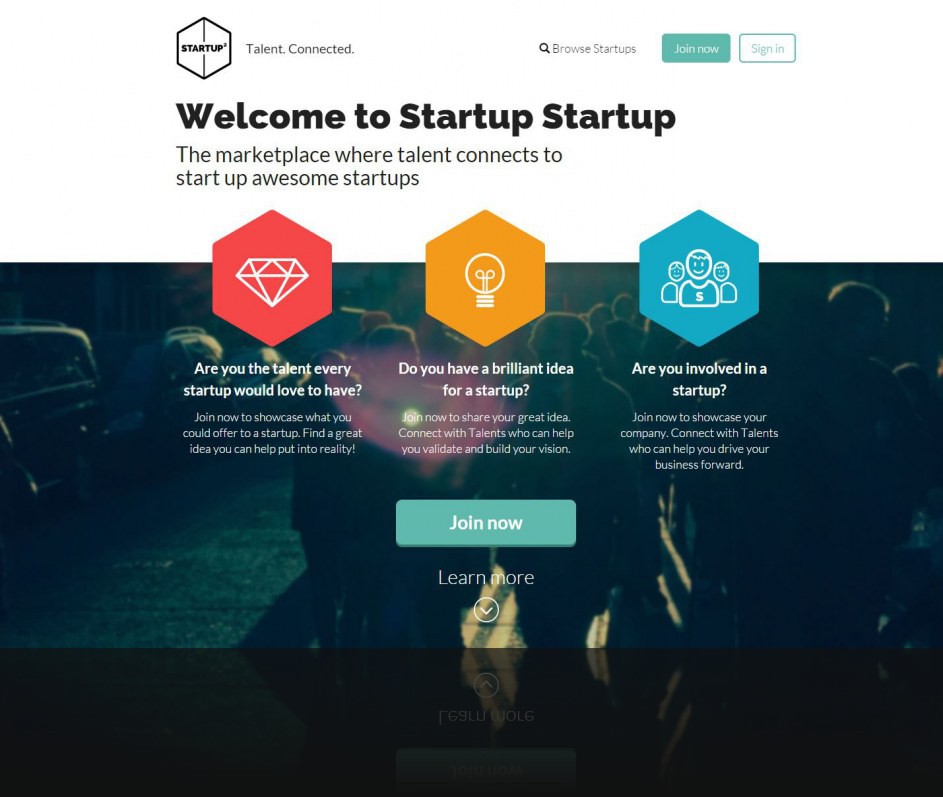 STARTUP²
Talent. Connected.
Browse Startups
Join now
Sign in
Welcome to Startup Startup
The marketplace where talent connects to
start up awesome startups
S
Are you the talent every
startup would love to have?
Join now to showcase what you
could offer to a startup. Find a great
idea you can help put into reality!
Do you have a brilliant idea
for a startup?
Join now to share your great idea.
Connect with Talents who can help
you validate and build your vision.
Are you involved in a
startup?
Join now to showcase your
company. Connect with Talents
who can help you drive your
business forward.
Join now
Learn more
Learn more
Join now